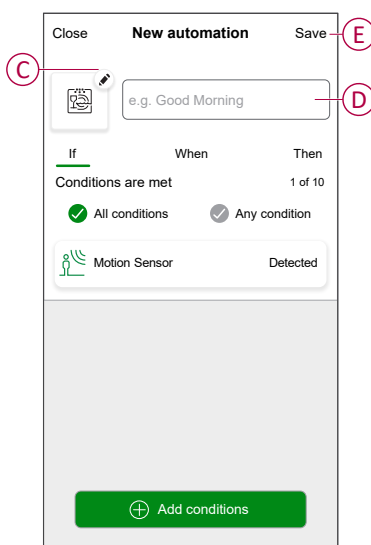 Close New automation Save E
C
e.g. Good Morning D
If When Then
Conditions are met 1 of 10
All conditions Any condition
Motion Sensor Detected
Add conditions